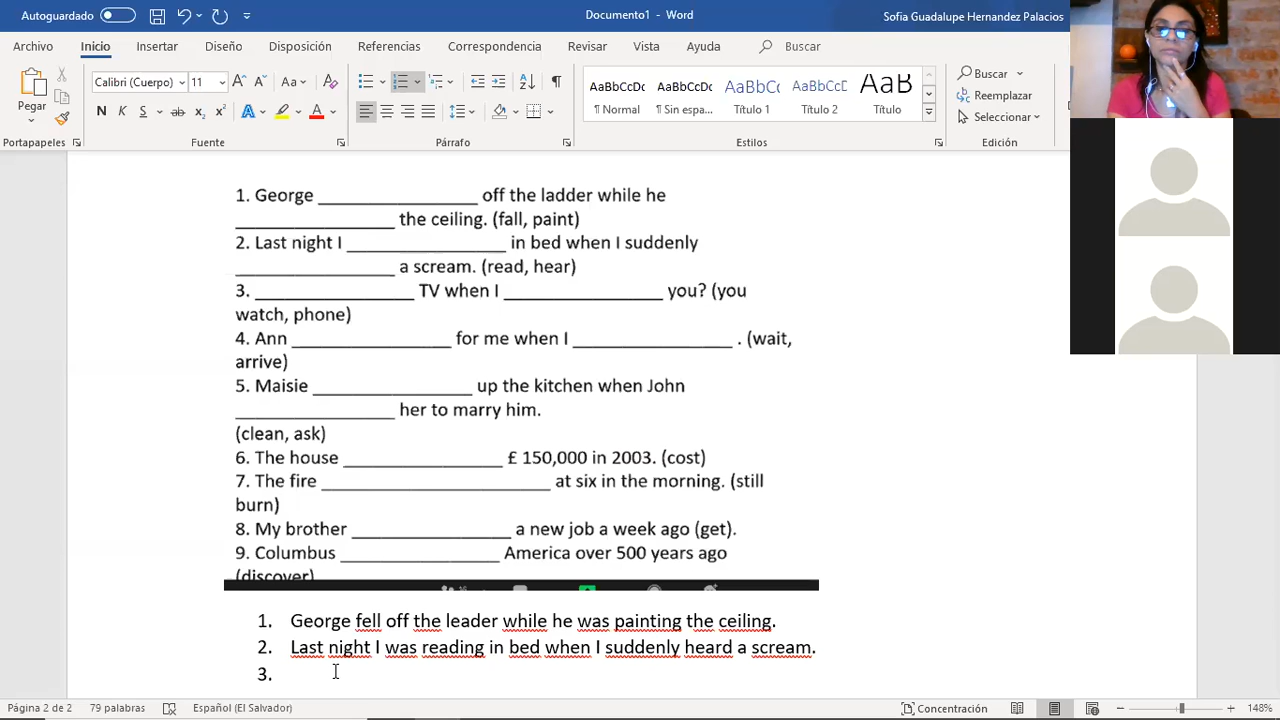 Autoguardado
Documento1 - Word
Sofía Guadalupe Hernandez Palacios
Archivo Inicio Insertar Diseño Disposición Referencias Correspondencia Revisar Vista Ayuda Buscar
Calibri (Cuerpo) 11
Pegar
AaBbCcDc AaBbCcDc AaBbCc AaBbCcD AaB
¶ Normal ¶ Sin espa... Título 1 Título 2 Título
Buscar
Reemplazar
Seleccionar
Portapapeles Fuente Párrafo Estilos Edición
1. George ________________ off the ladder while he
________________ the ceiling. (fall, paint)
2. Last night I ________________ in bed when I suddenly
________________ a scream. (read, hear)
3. ________________ TV when I ________________ you? (you
watch, phone)
4. Ann ________________ for me when I ________________ . (wait,
arrive)
5. Maisie ________________ up the kitchen when John
________________ her to marry him.
(clean, ask)
6. The house ________________ £ 150,000 in 2003. (cost)
7. The fire ________________________ at six in the morning. (still
burn)
8. My brother ________________ a new job a week ago (get).
9. Columbus ________________ America over 500 years ago
(discover)
1. George fell off the leader while he was painting the ceiling.
2. Last night I was reading in bed when I suddenly heard a scream.
3.
Página 2 de 2 79 palabras Español (El Salvador) Concentración 148%